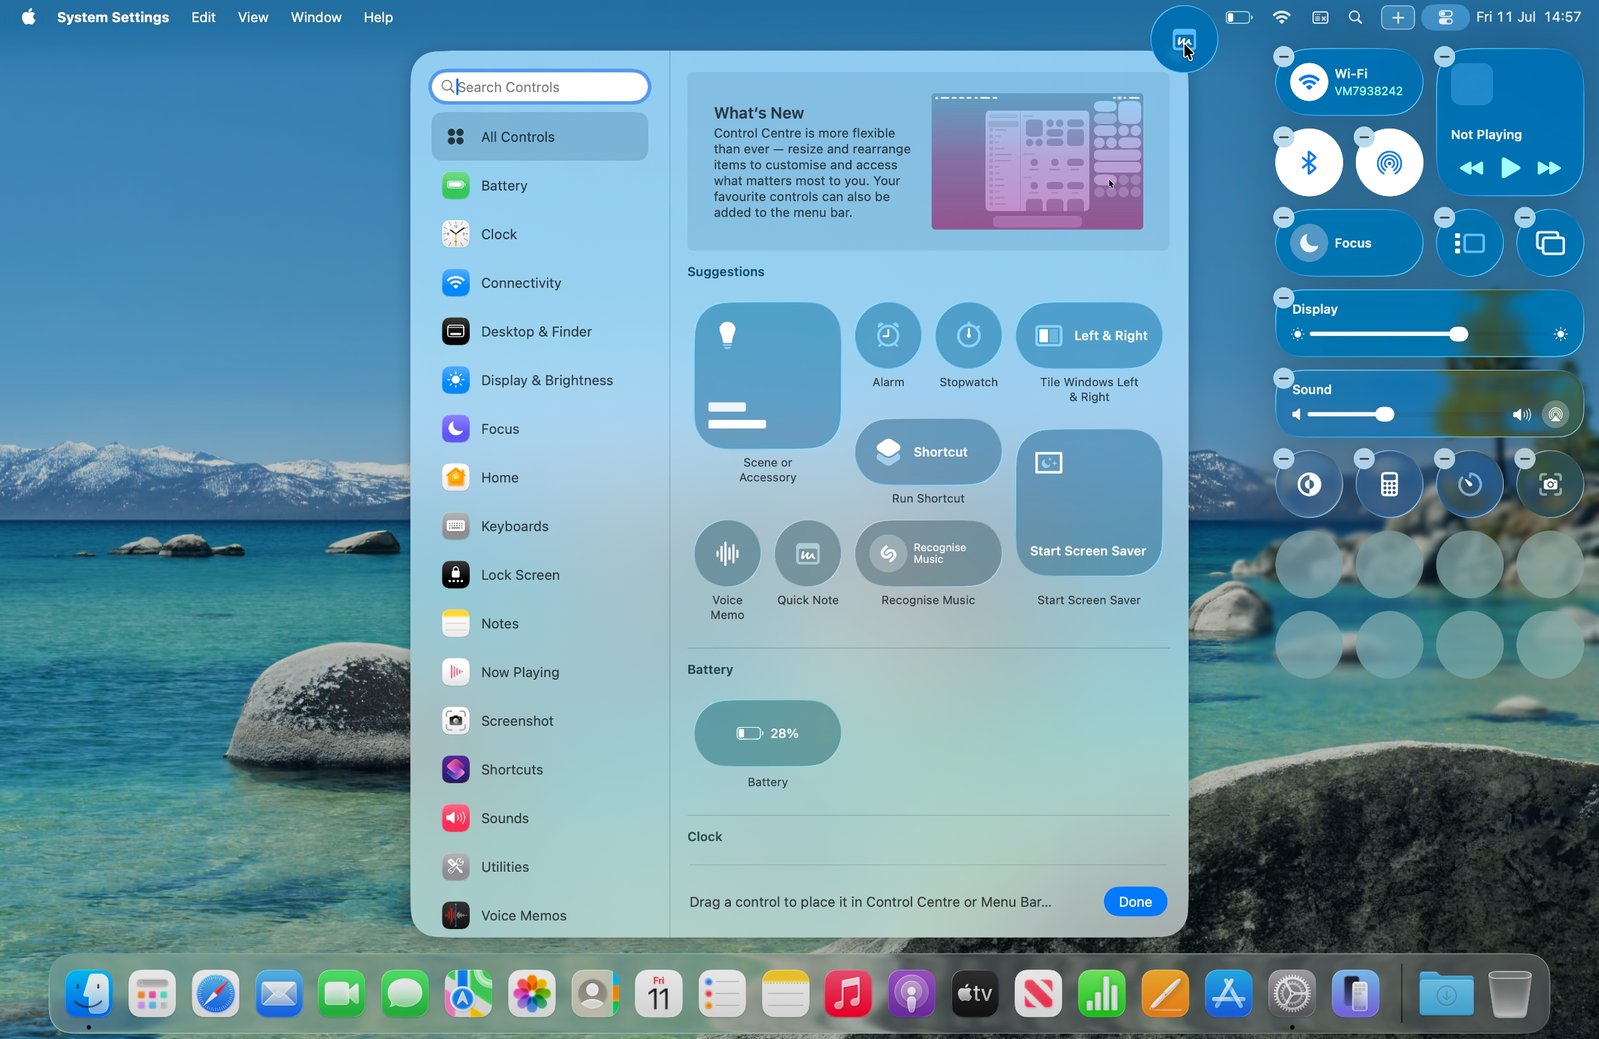 System Settings Edit View Window Help
Fri 11 Jul 14:57
Search Controls
All Controls
Battery
Clock
Connectivity
Desktop & Finder
Display & Brightness
Focus
Home
Keyboards
Lock Screen
Notes
Now Playing
Screenshot
Shortcuts
Sounds
Utilities
Voice Memos
What's New
Control Centre is more flexible
than ever — resize and rearrange
items to customise and access
what matters most to you. Your
favourite controls can also be
added to the menu bar.
Suggestions
Scene or
Accessory
Alarm
Stopwatch
Left & Right
Tile Windows Left
& Right
Shortcut
Run Shortcut
Voice
Memo
Quick Note
Recognise
Music
Recognise Music
Start Screen Saver
Start Screen Saver
Battery
28%
Battery
Clock
Drag a control to place it in Control Centre or Menu Bar...
Done
Wi-Fi
VM7938242
Not Playing
Focus
Display
Sound
Fri
11
tv